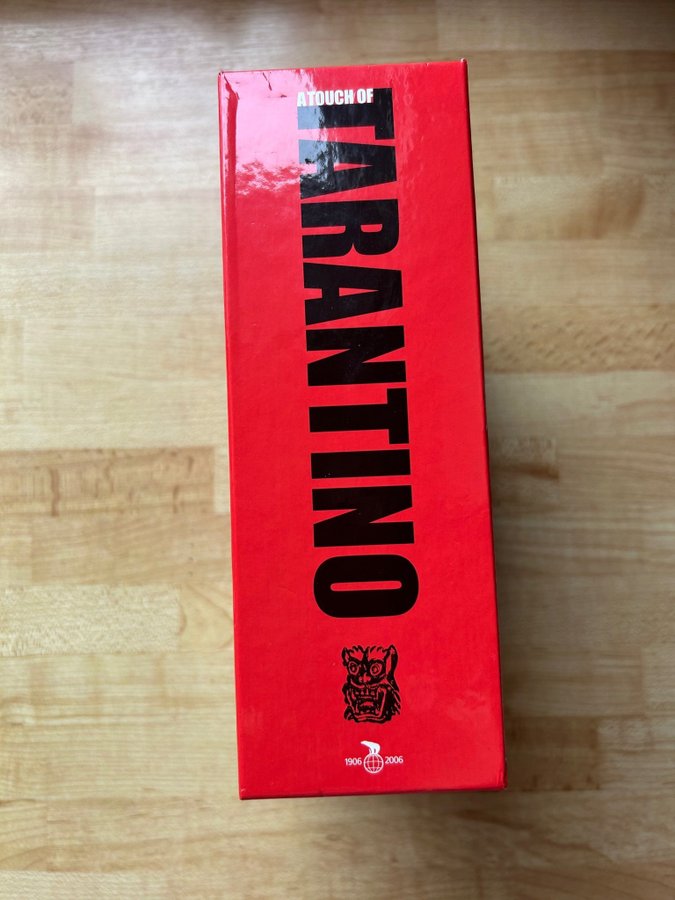 A TOUCH OF
TARANTINO
1906 2006